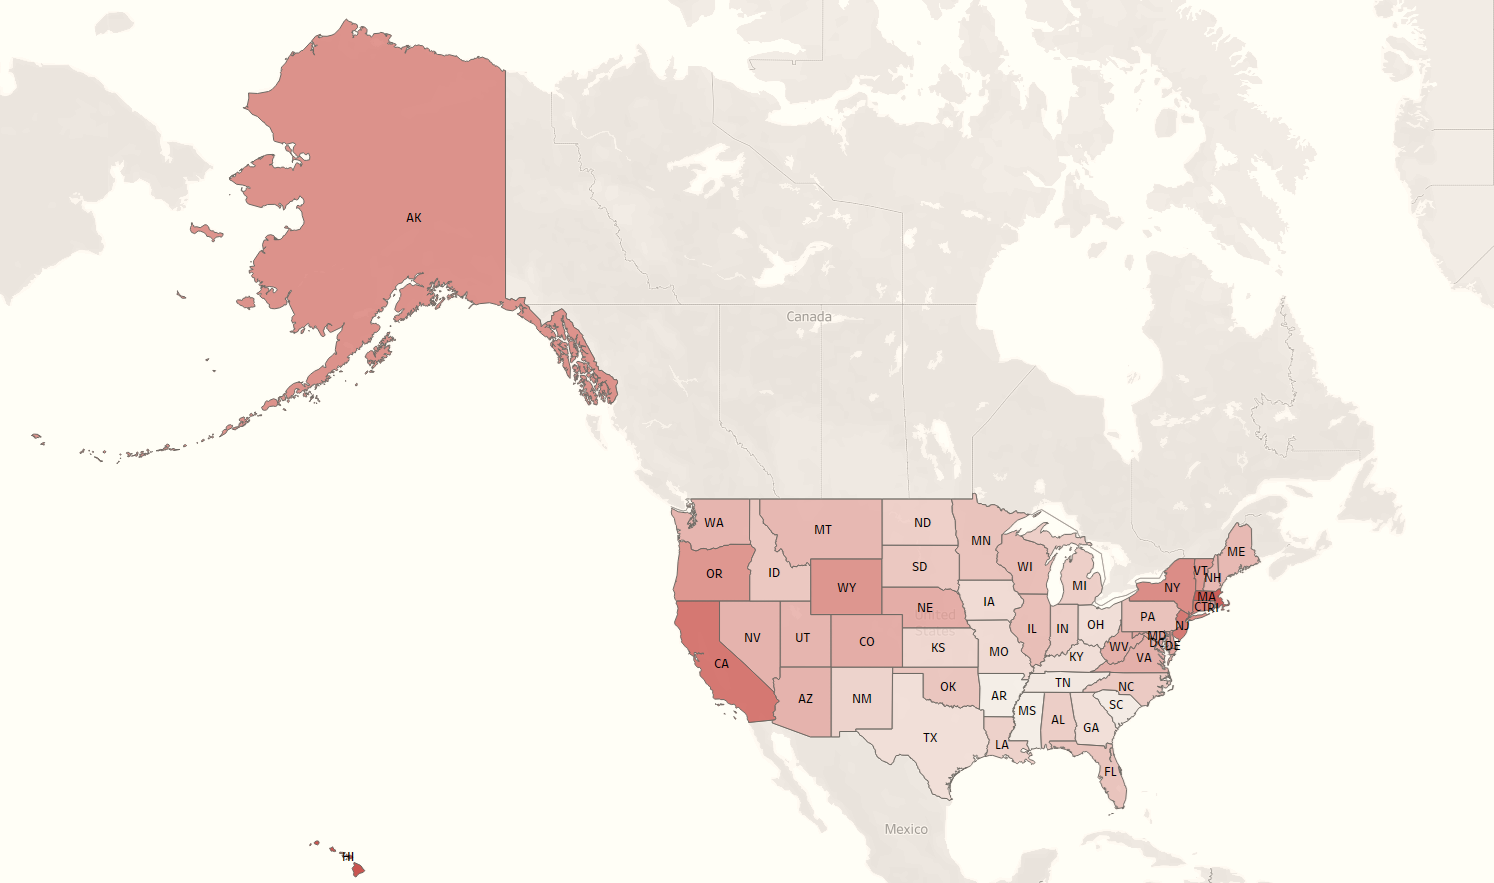 AK
Canada
WA
MT
ND
MN
ME
OR
ID
SD
WI
VT
NH
WY
MI
NY
NE
IA
MA
United
States
CT
RI
NV
UT
CO
IL
IN
OH
PA
NJ
KS
MD
DC
DE
CA
MO
KY
WV
VA
AZ
NM
OK
AR
TN
NC
MS
AL
SC
GA
TX
LA
FL
Mexico